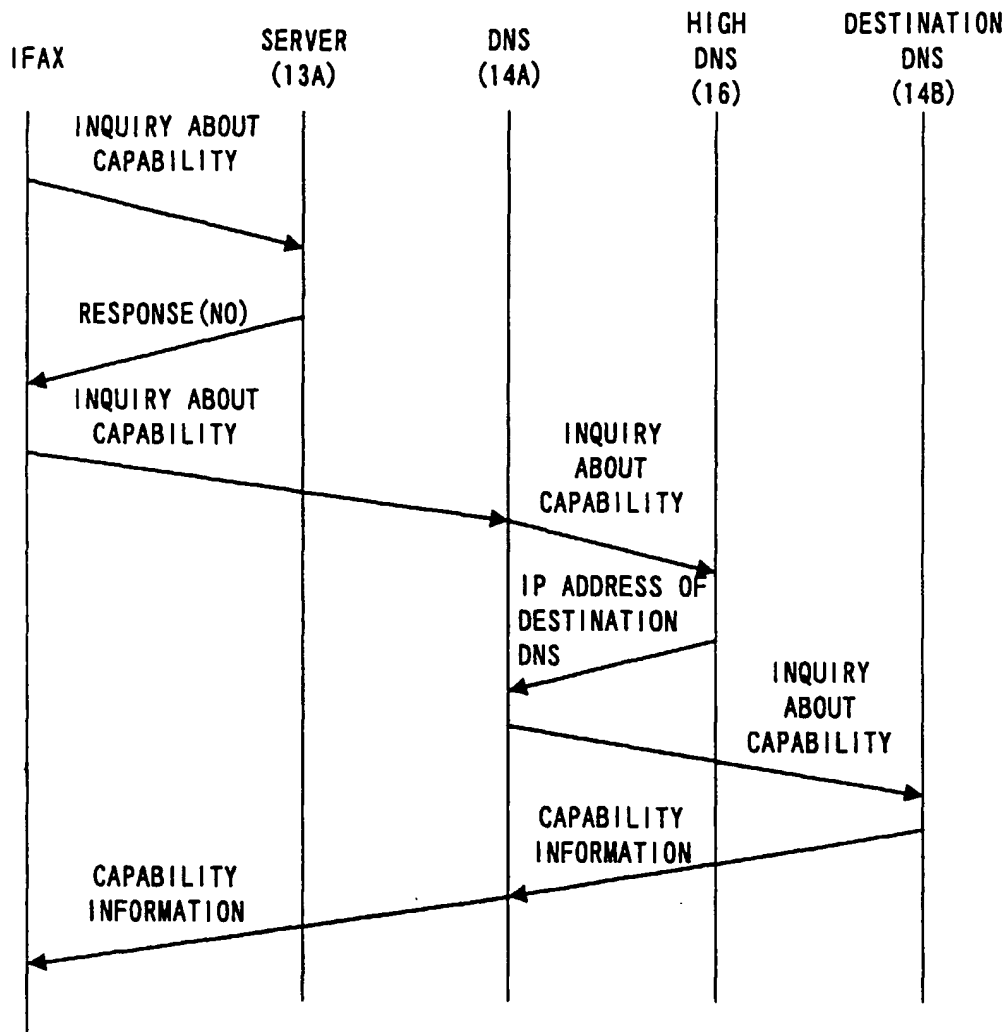 IFAX
SERVER
(13A)
DNS
(14A)
HIGH
DNS
(16)
DESTINATION
DNS
(14B)
INQUIRY ABOUT
CAPABILITY
RESPONSE(NO)
INQUIRY ABOUT
CAPABILITY
INQUIRY
ABOUT
CAPABILITY
IP ADDRESS OF
DESTINATION
DNS
INQUIRY
ABOUT
CAPABILITY
CAPABILITY
INFORMATION
CAPABILITY
INFORMATION